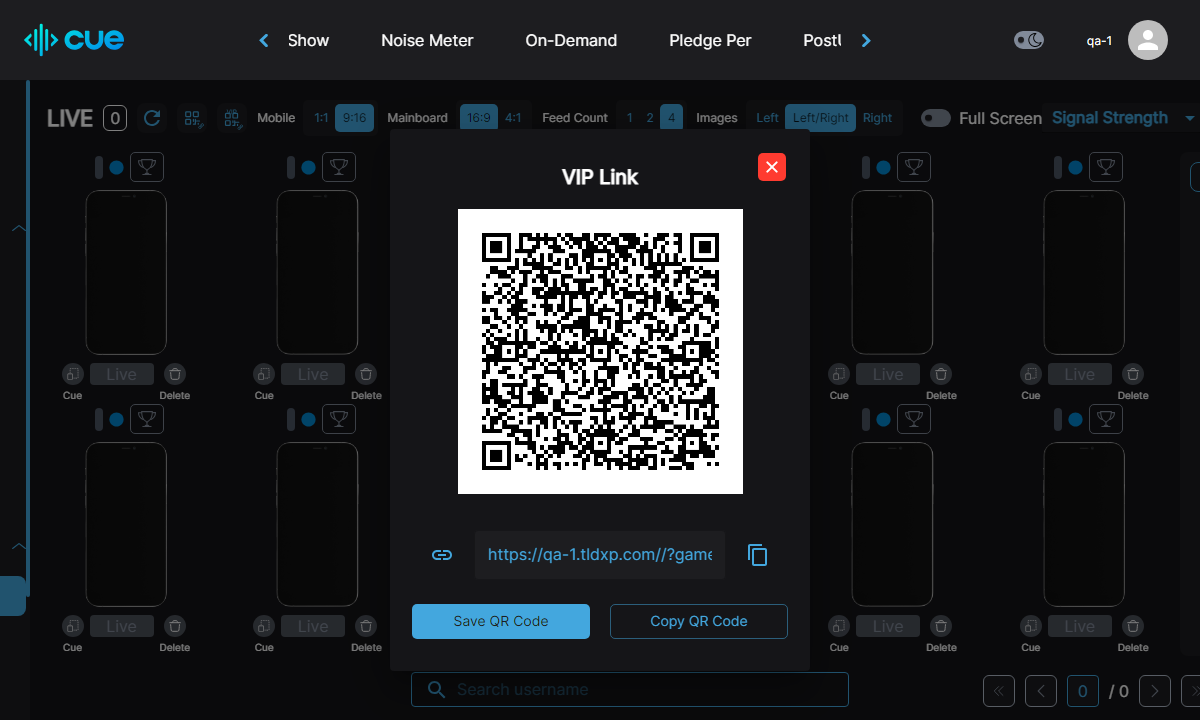 cue
Show Noise Meter On-Demand Pledge Per
qa-1
LIVE 0 Mobile 1:1 9:16 Mainboard 16:9 4:1 Feed Count 1 2 4 Images Left Left/Right Right Full Screen Signal Strength
VIP Link
Live Live Live Live
Cue Delete Cue Delete Cue Delete Cue Delete
https://qa-1.tldxp.com//?game
Save QR Code Copy QR Code
Live Live Live Live
Cue Delete Cue Delete Cue Delete Cue Delete
Search username
0 / 0